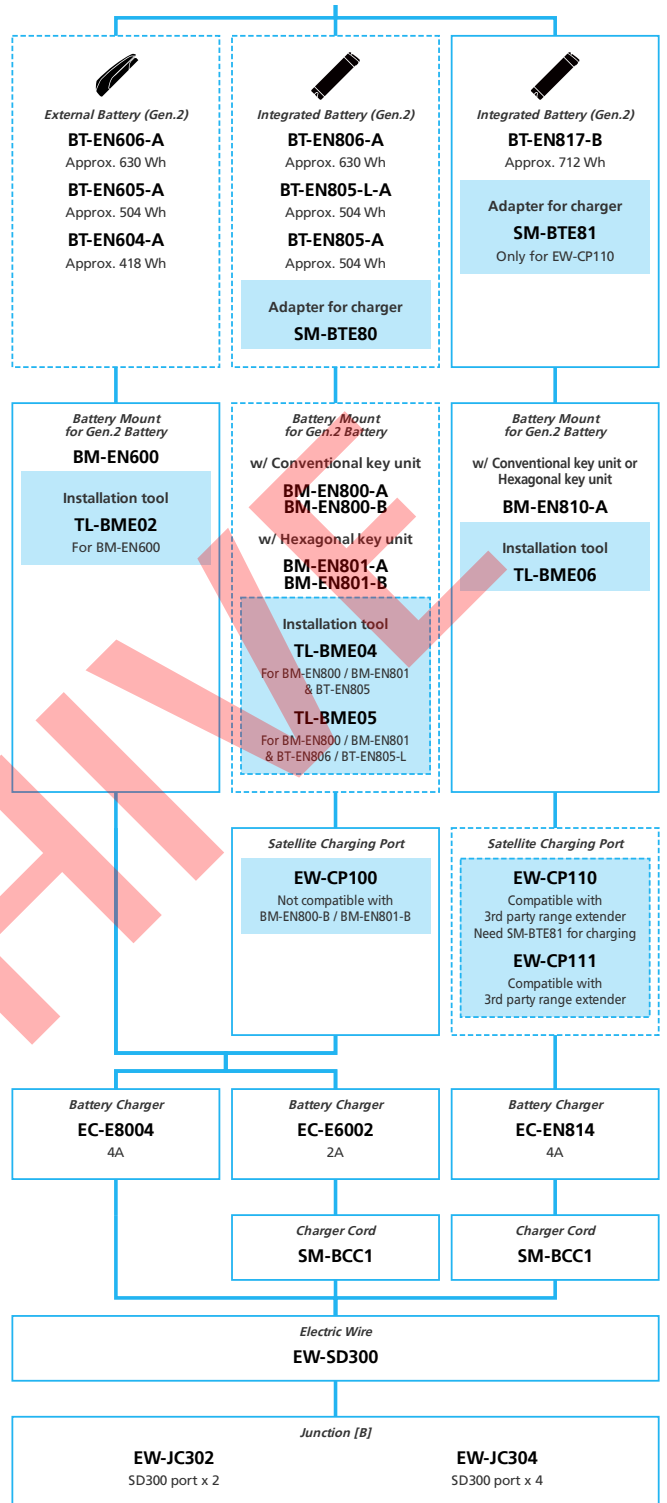 External Battery (Gen.2)
BT-EN606-A
Approx. 630 Wh
BT-EN605-A
Approx. 504 Wh
BT-EN604-A
Approx. 418 Wh
Integrated Battery (Gen.2)
BT-EN806-A
Approx. 630 Wh
BT-EN805-L-A
Approx. 504 Wh
BT-EN805-A
Approx. 504 Wh
Adapter for charger
SM-BTE80
Integrated Battery (Gen.2)
BT-EN817-B
Approx. 712 Wh
Adapter for charger
SM-BTE81
Only for EW-CP110
Battery Mount
for Gen.2 Battery
BM-EN600
Installation tool
TL-BME02
For BM-EN600
Battery Mount
for Gen.2 Battery
w/ Conventional key unit
BM-EN800-A
BM-EN800-B
w/ Hexagonal key unit
BM-EN801-A
BM-EN801-B
Installation tool
TL-BME04
For BM-EN800 / BM-EN801
& BT-EN805
TL-BME05
For BM-EN800 / BM-EN801
& BT-EN806 / BT-EN805-L
Battery Mount
for Gen.2 Battery
w/ Conventional key unit or
Hexagonal key unit
BM-EN810-A
Installation tool
TL-BME06
Satellite Charging Port
EW-CP100
Not compatible with
BM-EN800-B / BM-EN801-B
Satellite Charging Port
EW-CP110
Compatible with
3rd party range extender
Need SM-BTE81 for charging
EW-CP111
Compatible with
3rd party range extender
Battery Charger
EC-E8004
4A
Battery Charger
EC-E6002
2A
Battery Charger
EC-EN814
4A
Charger Cord
SM-BCC1
Charger Cord
SM-BCC1
Electric Wire
EW-SD300
Junction [B]
EW-JC302
SD300 port x 2
EW-JC304
SD300 port x 4
HIVE